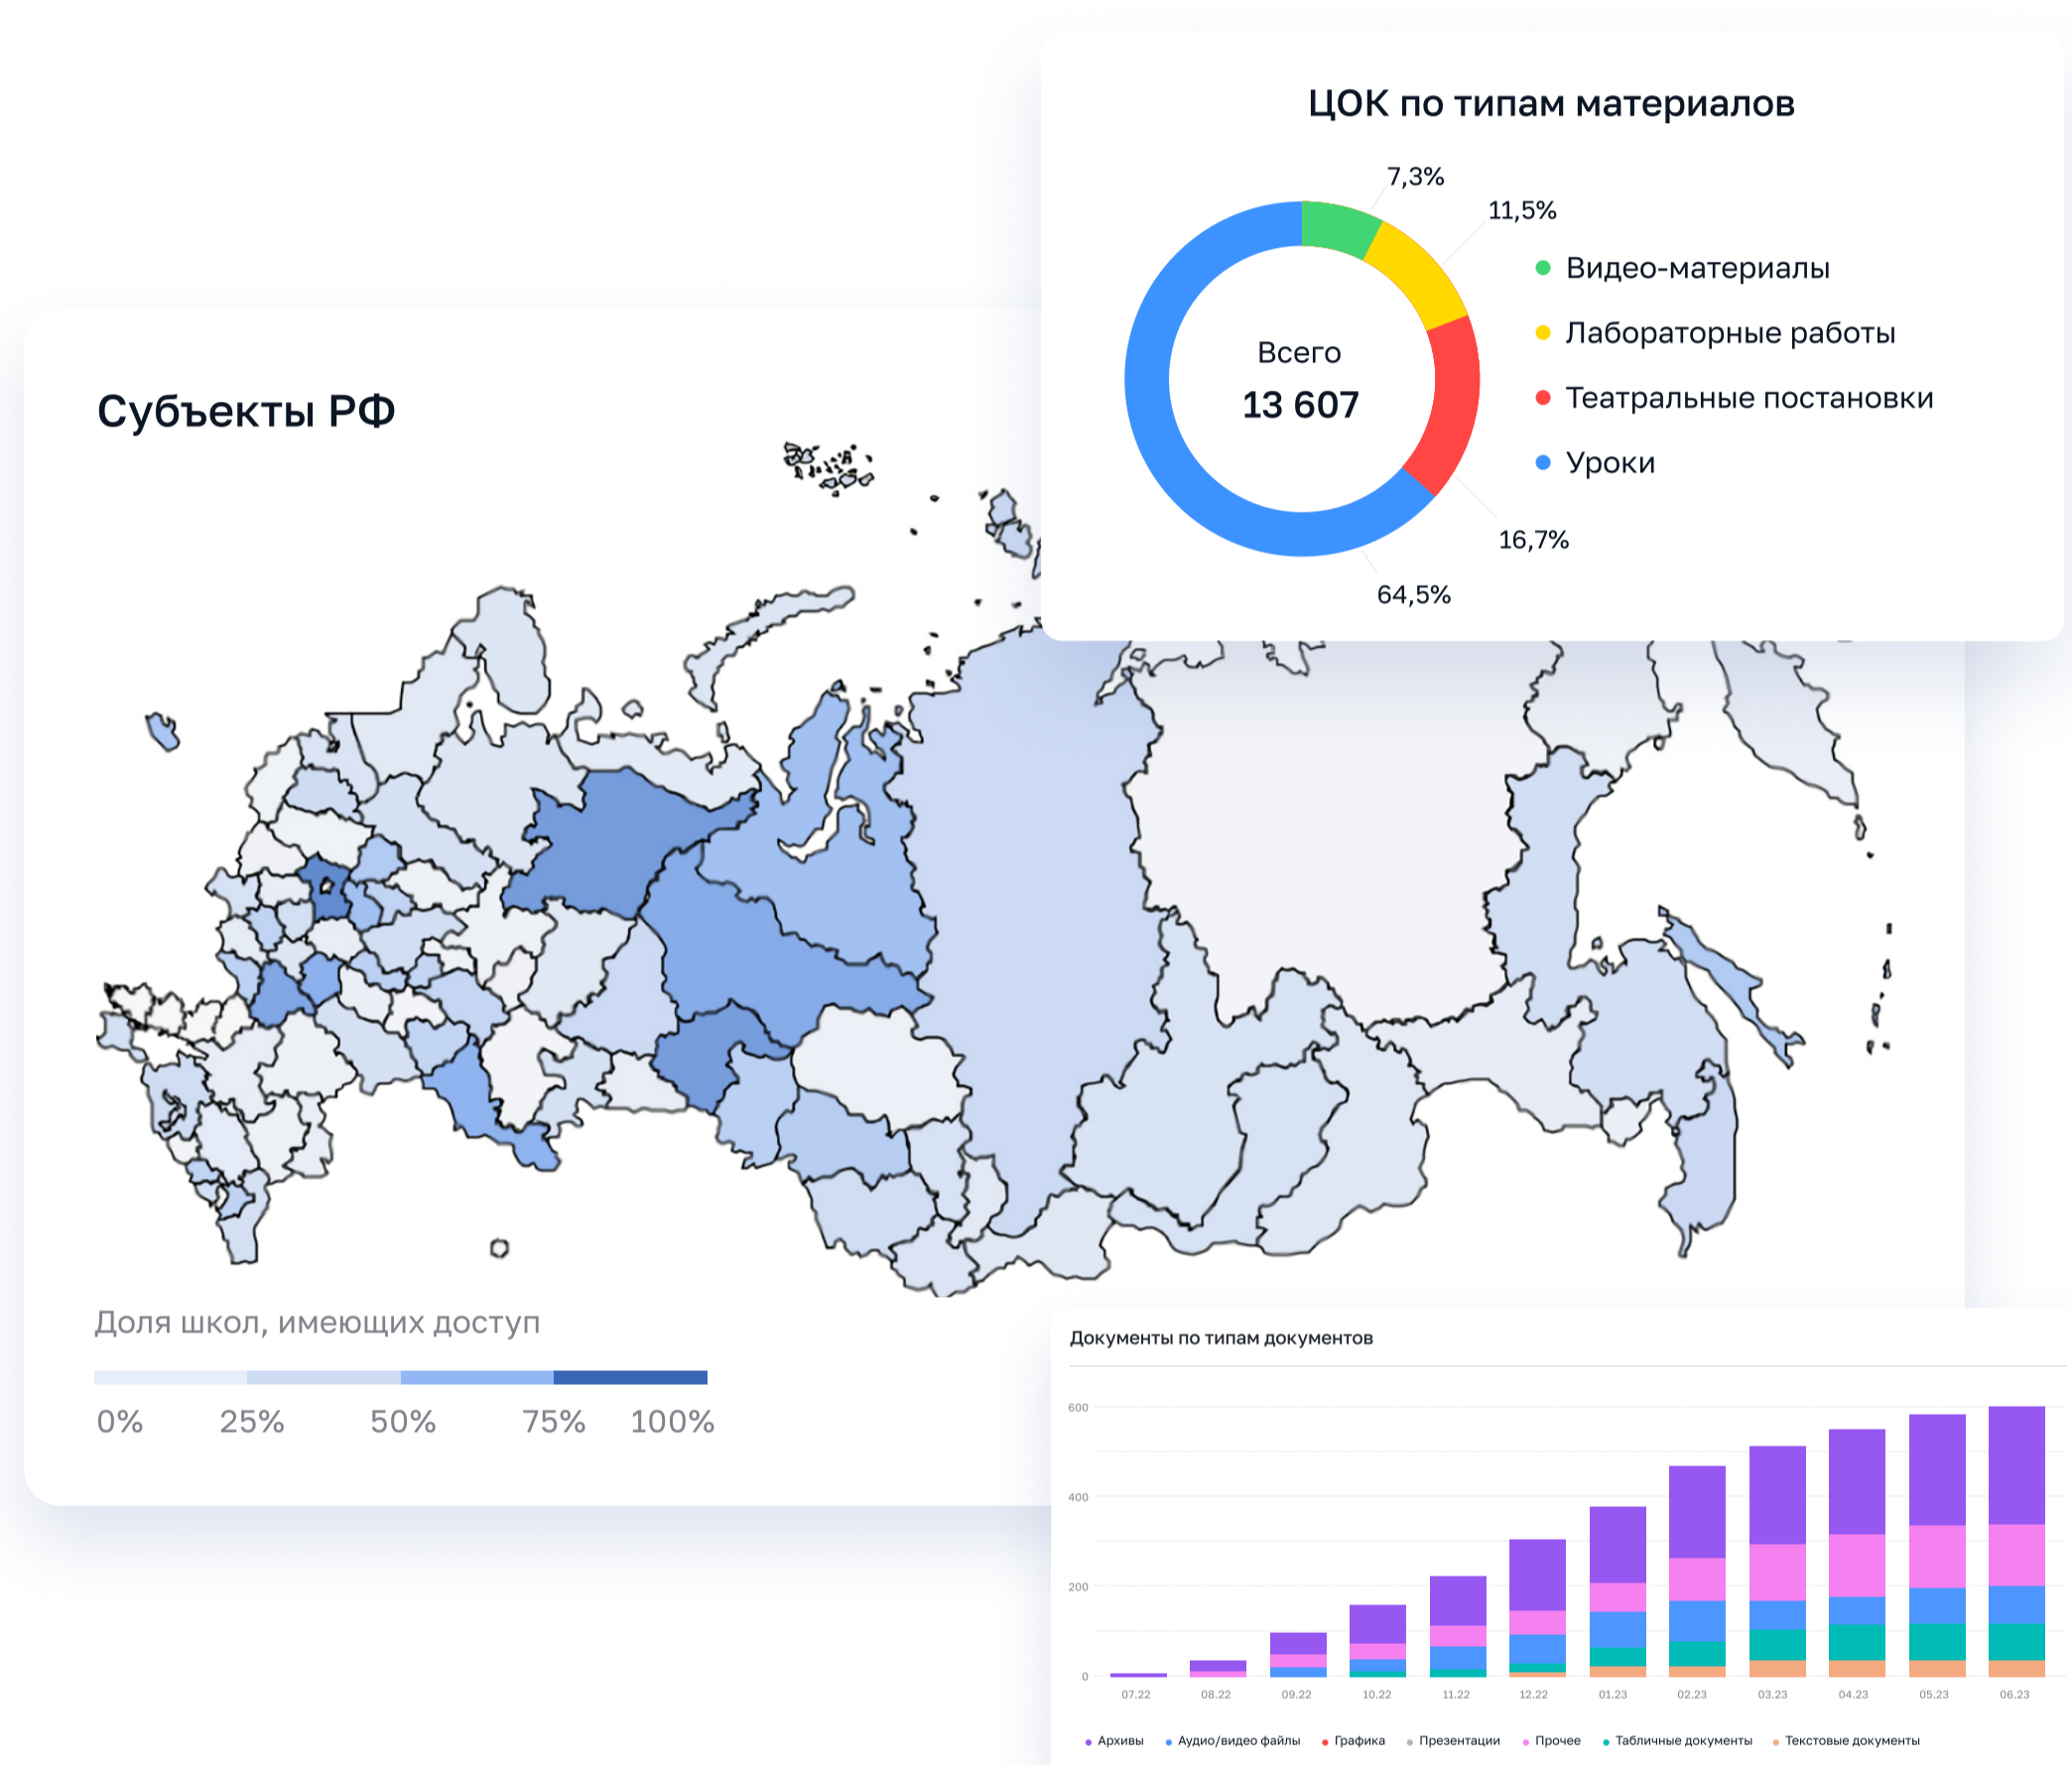 ЦОК по типам материалов
7,3%
11,5%
Видео-материалы
Лабораторные работы
Театральные постановки
Уроки
Всего
13 607
16,7%
64,5%
Субъекты РФ
Доля школ, имеющих доступ
0% 25% 50% 75% 100%
Документы по типам документов
600
400
200
0
07.22 08.22 09.22 10.22 11.22 12.22 01.23 02.23 03.23 04.23 05.23 06.23
Архивы Аудио/видео файлы Графика Презентации Прочее Табличные документы Текстовые документы